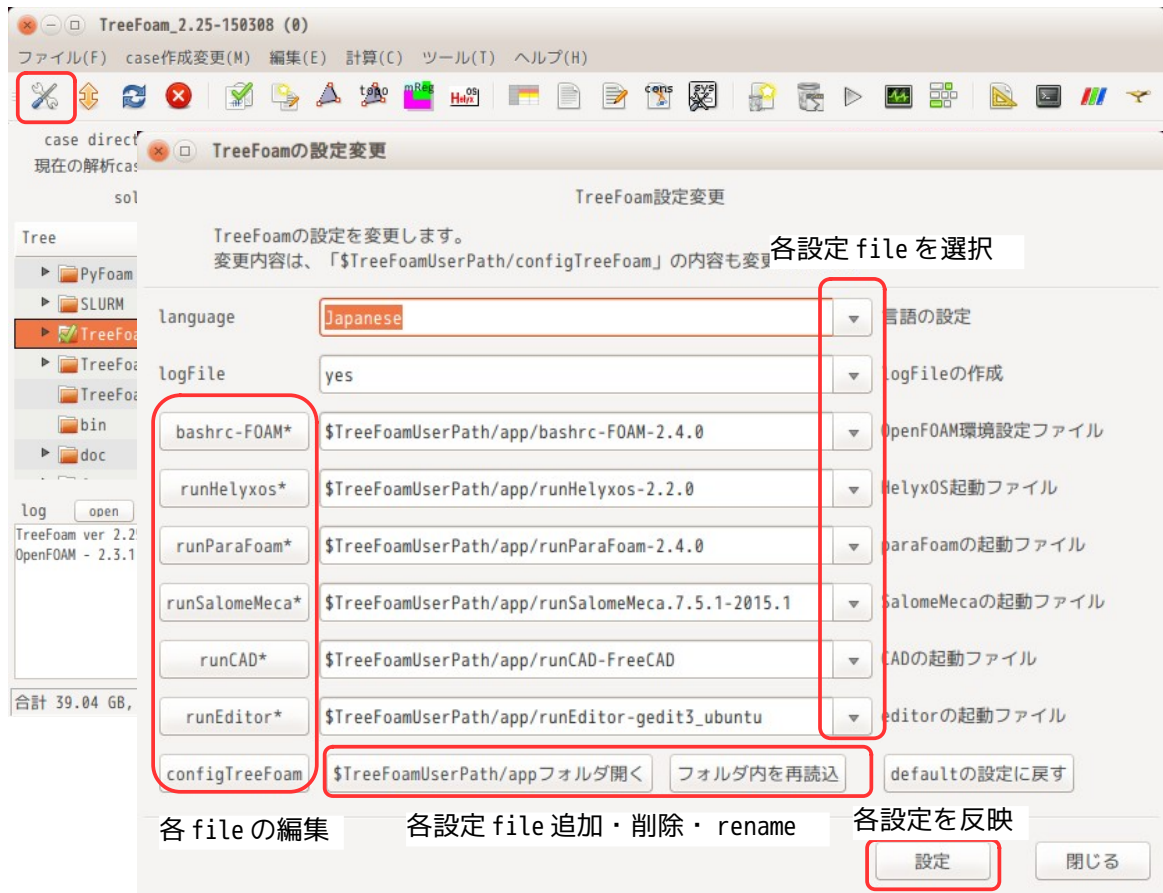 TreeFoam_2.25-150308 (0)
ファイル(F) case作成変更(M) 編集(E) 計算(C) ツール(T) ヘルプ(H)
topo mReg OS Helyx cons SYS
case direct
現在の解析cas
sol
TreeFoamの設定変更
TreeFoam設定変更
TreeFoamの設定を変更します。
変更内容は、「$TreeFoamUserPath/configTreeFoam」の内容も変更
各設定 file を選択
Tree
PyFoam
SLURM
TreeFoa
TreeFoa
TreeFoa
bin
doc
language Japanese 言語の設定
logFile yes logFileの作成
bashrc-FOAM* $TreeFoamUserPath/app/bashrc-FOAM-2.4.0 OpenFOAM環境設定ファイル
runHelyxos* $TreeFoamUserPath/app/runHelyxos-2.2.0 HelyxOS起動ファイル
runParaFoam* $TreeFoamUserPath/app/runParaFoam-2.4.0 paraFoamの起動ファイル
runSalomeMeca* $TreeFoamUserPath/app/runSalomeMeca.7.5.1-2015.1 SalomeMecaの起動ファイル
runCAD* $TreeFoamUserPath/app/runCAD-FreeCAD CADの起動ファイル
runEditor* $TreeFoamUserPath/app/runEditor-gedit3_ubuntu editorの起動ファイル
configTreeFoam $TreeFoamUserPath/appフォルダ開く フォルダ内を再読込 defaultの設定に戻す
log open
TreeFoam ver 2.2
OpenFOAM - 2.3.1
合計 39.04 GB,
各 file の編集
各設定 file 追加・削除・ rename
各設定を反映
設定 閉じる